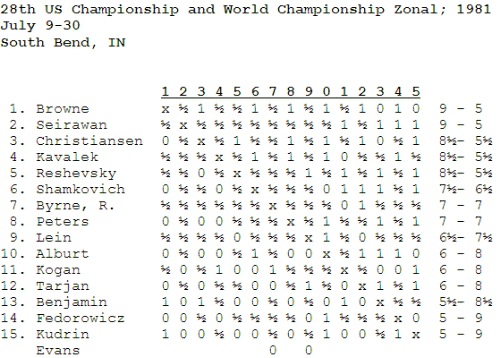 28th US Championship and World Championship Zonal; 1981
July 9-30
South Bend, IN
1 2 3 4 5 6 7 8 9 0 1 2 3 4 5
1. Browne x ½ 1 ½ ½ 1 ½ 1 ½ 1 ½ 1 0 1 0 9 - 5
2. Seirawan ½ x ½ ½ ½ ½ ½ ½ ½ ½ 1 ½ 1 1 1 9 - 5
3. Christiansen 0 ½ x ½ 1 ½ ½ 1 ½ 1 ½ 1 0 ½ 1 8½- 5½
4. Kavalek ½ ½ ½ x ½ 1 ½ 1 ½ 1 0 ½ ½ 1 ½ 8½- 5½
5. Reshevsky ½ ½ 0 ½ x ½ ½ ½ 1 ½ 1 ½ 1 ½ 1 8½- 5½
6. Shamkovich 0 ½ ½ 0 ½ x ½ ½ ½ 0 1 1 1 ½ 1 7½- 6½
7. Byrne, R. ½ ½ ½ ½ ½ ½ x ½ ½ ½ 0 1 ½ ½ ½ 7 - 7
8. Peters 0 ½ 0 0 ½ ½ ½ x ½ 1 ½ ½ 1 ½ 1 7 - 7
9. Lein ½ ½ ½ ½ 0 ½ ½ ½ x 1 ½ 0 ½ ½ ½ 6½- 7½
10. Alburt 0 ½ 0 0 ½ 1 ½ 0 0 x ½ 1 1 1 0 6 - 8
11. Kogan ½ 0 ½ 1 0 0 1 ½ ½ ½ x ½ 0 0 1 6 - 8
12. Tarjan 0 ½ 0 ½ ½ 0 0 ½ 1 0 ½ x 1 ½ 1 6 - 8
13. Benjamin 1 0 1 ½ 0 0 ½ 0 ½ 0 1 0 x ½ ½ 5½- 8½
14. Fedorowicz 0 0 ½ 0 ½ ½ ½ ½ ½ 0 1 ½ ½ x 0 5 - 9
15. Kudrin 1 0 0 ½ 0 0 ½ 0 ½ 1 0 0 ½ 1 x 5 - 9
Evans 0 0